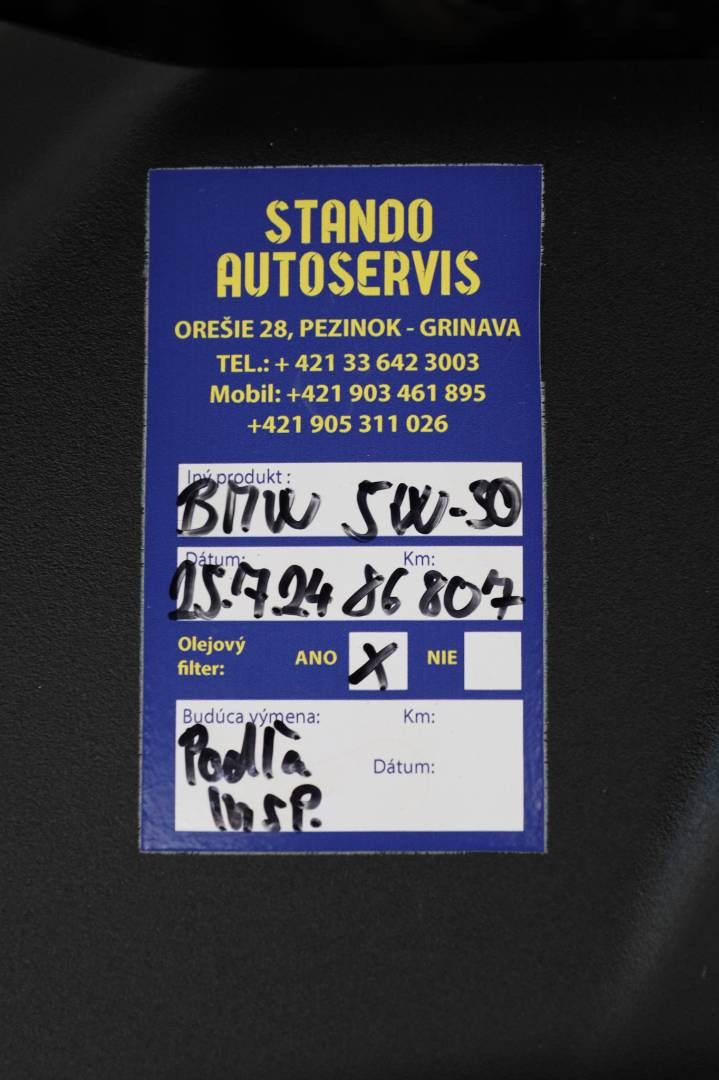 STANDO
AUTOSERVIS
OREŠIE 28, PEZINOK - GRINAVA
TEL.: + 421 33 642 3003
Mobil: +421 903 461 895
+421 905 311 026
Iný produkt :
BMW 5W-30
Dátum: Km:
25.7.24 86 807
Olejový
filter: ANO X NIE
Budúca výmena: Km:
Podľa
Dátum:
insp.